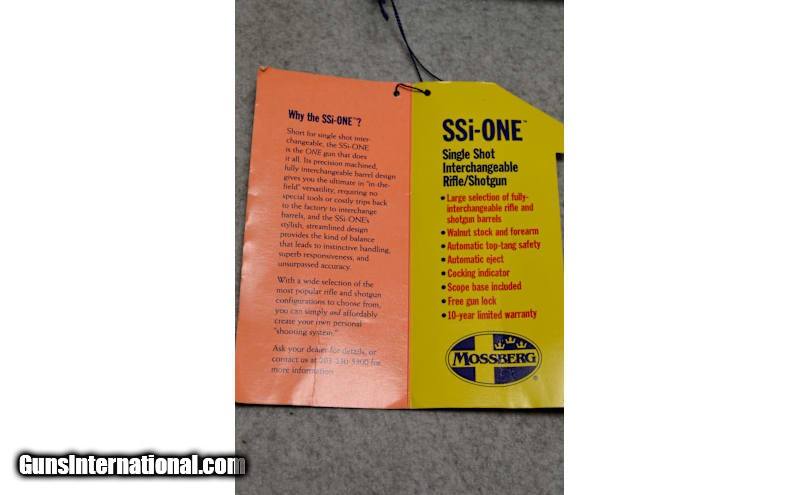 Why the SSi-ONE™?
Short for single shot inter-
changeable, the SSi-ONE
is the ONE gun that does
it all. Its precision machined,
fully interchangeable barrel design
gives you the ultimate in "in-the-
field" versatility, requiring no
special tools or costly trips back
to the factory to interchange
barrels, and the SSi-ONE's
stylish, streamlined design
provides the kind of balance
that leads to instinctive handling,
superb responsiveness, and
unsurpassed accuracy.
With a wide selection of the
most popular rifle and shotgun
configurations to choose from,
you can simply and affordably
create your own personal
"shooting system."
Ask your dealer for details, or
contact us at 203-230-5300 for
more information
SSi-ONE™
Single Shot
Interchangeable
Rifle/Shotgun
• Large selection of fully-
interchangeable rifle and
shotgun barrels
• Walnut stock and forearm
• Automatic top-tang safety
• Automatic eject
• Cocking indicator
• Scope base included
• Free gun lock
• 10-year limited warranty
MOSSBERG®
GunsInternational.com